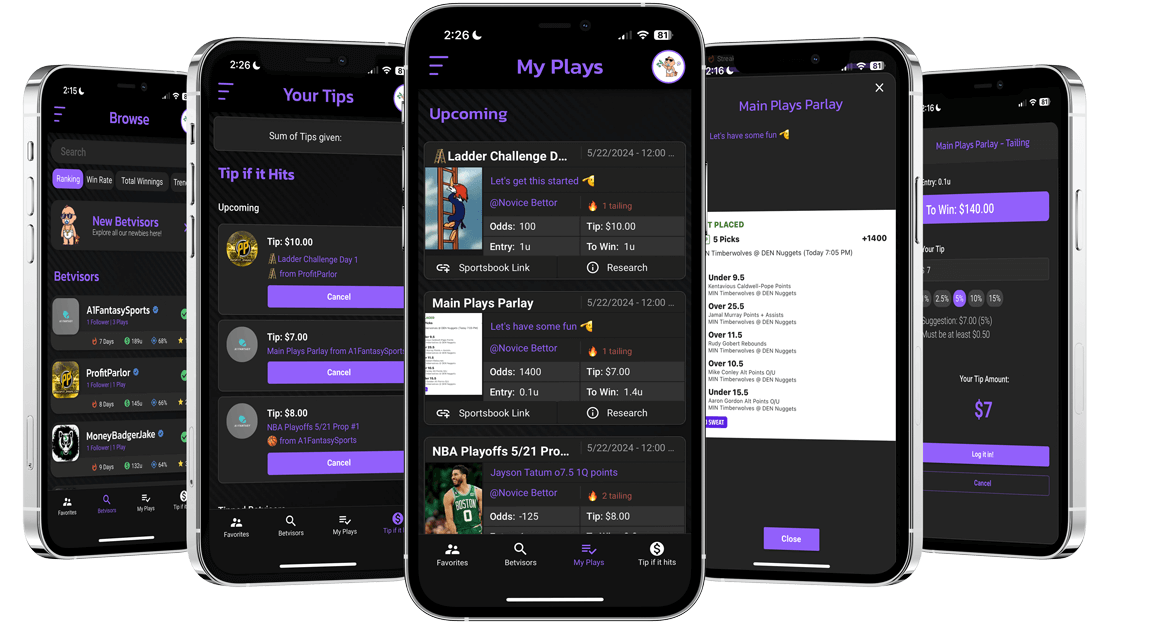 2:15
Browse
Search
Ranking
Win Rate
Total Winnings
New Betvisors
Explore all our newbies here!
Betvisors
A1FantasySports
1 Follower | 3 Plays
7 Days
189u
68%
ProfitParlor
1 Follower | 1 Play
8 Days
145u
66%
MoneyBadgerJake
1 Follower | 1 Play
9 Days
132u
64%
Favorites
Betvisors
My Plays
Tip if it
2:26
Your Tips
Sum of Tips given:
Tip if it Hits
Upcoming
Tip: $10.00
Ladder Challenge Day 1
from ProfitParlor
Cancel
Tip: $7.00
Main Plays Parlay from A1FantasySports
Cancel
Tip: $8.00
NBA Playoffs 5/21 Prop #1
from A1FantasySports
Cancel
Favorites
Betvisors
My Plays
Tip if it
2:26
81
My Plays
Upcoming
Ladder Challenge D...
5/22/2024 - 12:00 ...
Let's get this started
@Novice Bettor
1 tailing
Odds: 100
Tip: $10.00
Entry: 1u
To Win: 1u
Sportsbook Link
Research
Main Plays Parlay
5/22/2024 - 12:00 ...
Let's have some fun
@Novice Bettor
1 tailing
Odds: 1400
Tip: $7.00
Entry: 0.1u
To Win: 1.4u
Sportsbook Link
Research
NBA Playoffs 5/21 Prop...
5/22/2024 - 12:00 ...
Jayson Tatum o7.5 1Q points
@Novice Bettor
2 tailing
BOSTON
0
Odds: -125
Tip: $8.00
Favorites
Betvisors
My Plays
Tip if it hits
2:16
81
Main Plays Parlay
Let's have some fun
T PLACED
5 Picks
+1400
N Timberwolves @ DEN Nuggets (Today 7:05 PM)
Under 9.5
Kentavious Caldwell-Pope Points
MIN Timberwolves @ DEN Nuggets
Over 25.5
Jamal Murray Points + Assists
MIN Timberwolves @ DEN Nuggets
Over 11.5
Rudy Gobert Rebounds
MIN Timberwolves @ DEN Nuggets
Over 10.5
Mike Conley Alt Points O/U
MIN Timberwolves @ DEN Nuggets
Under 15.5
Aaron Gordon Alt Points O/U
MIN Timberwolves @ DEN Nuggets
SWEAT
Close
:16
81
Main Plays Parlay - Tailing
Entry: 0.1u
To Win: $140.00
Your Tip
7
2.5%
5%
10%
15%
Suggestion: $7.00 (5%)
Must be at least $0.50
Your Tip Amount:
$7
Log it in!
Cancel